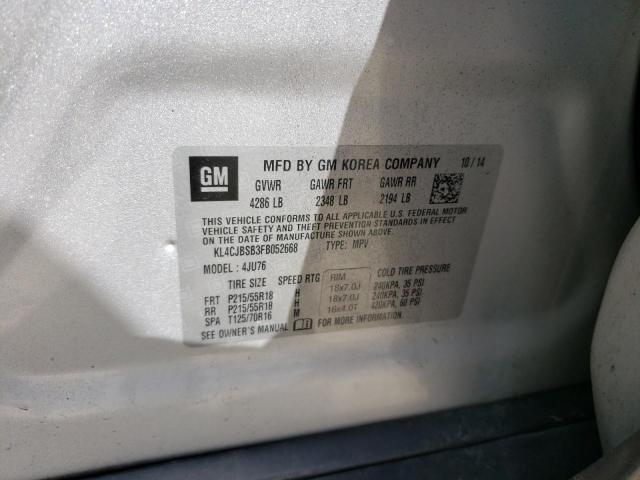 GM MFD BY GM KOREA COMPANY 10/14
GVWR GAWR FRT GAWR RR
4286 LB 2348 LB 2194 LB
THIS VEHICLE CONFORMS TO ALL APPLICABLE U.S. FEDERAL MOTOR
VEHICLE SAFETY AND THEFT PREVENTION STANDARDS IN EFFECT
ON THE DATE OF MANUFACTURE SHOWN ABOVE.
KL4CJBSB3FB052668 TYPE : MPV
MODEL : 4JU76
TIRE SIZE SPEED RTG RIM COLD TIRE PRESSURE
FRT P215/55R18 H 18x7.0J 240KPA, 35 PSI
RR P215/55R18 H 18x7.0J 240KPA, 35 PSI
SPA T125/70R16 M 16x4.0T 420KPA, 60 PSI
SEE OWNER'S MANUAL FOR MORE INFORMATION.